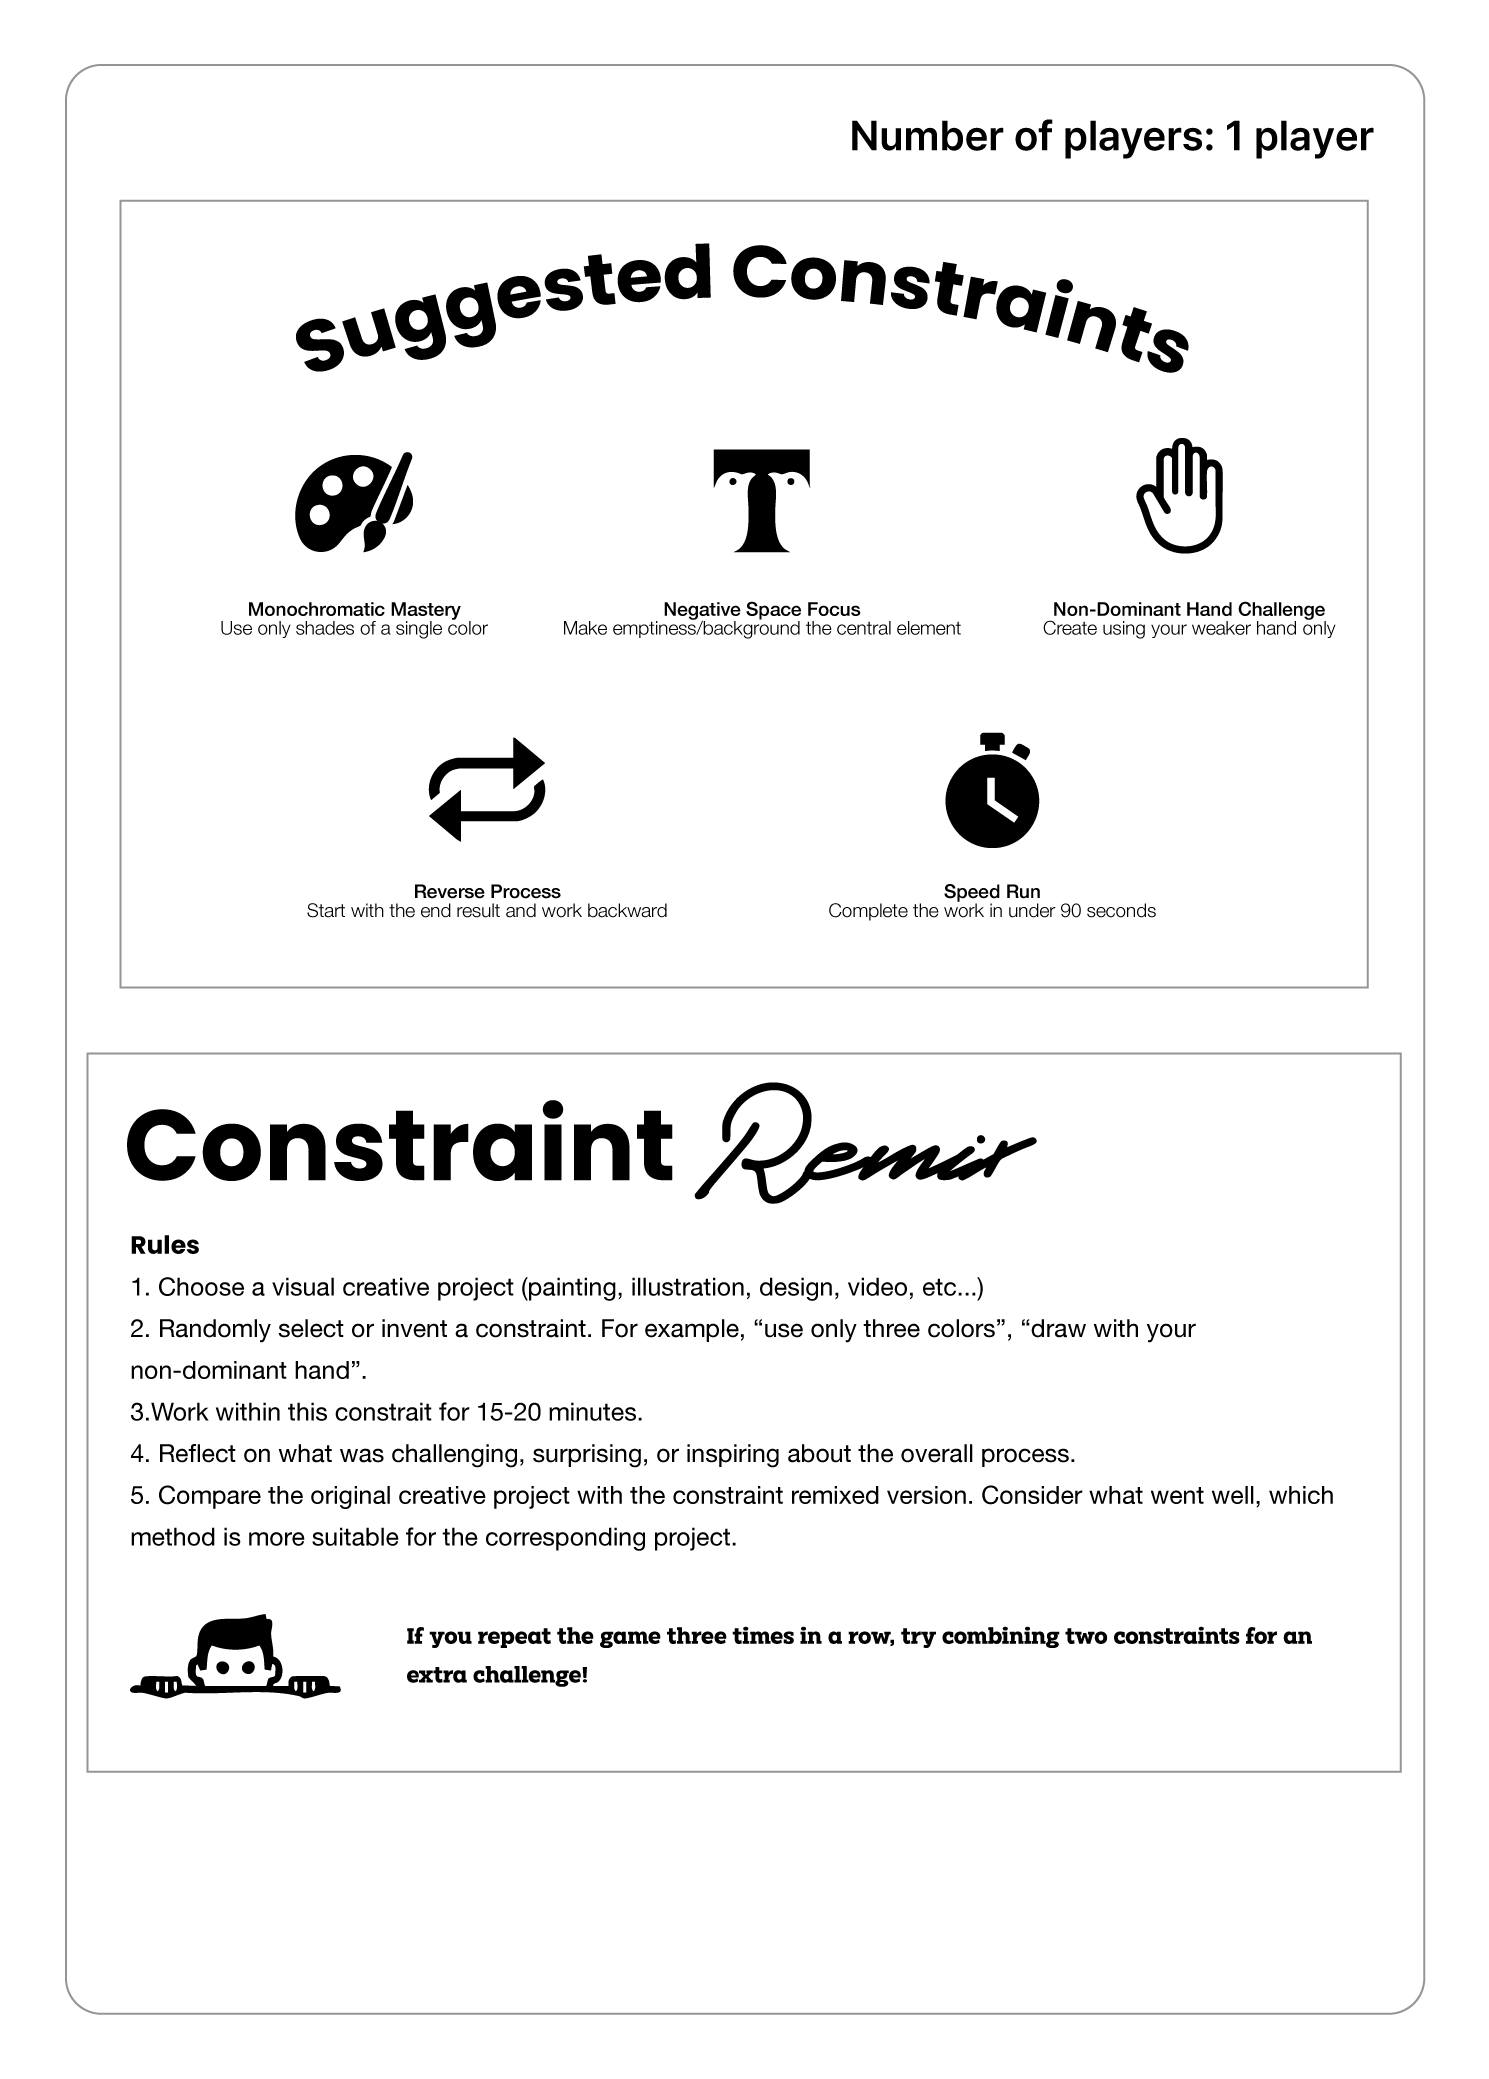 Number of players: 1 player
Suggested Constraints
Monochromatic Mastery
Use only shades of a single color
Negative Space Focus
Make emptiness/background the central element
Non-Dominant Hand Challenge
Create using your weaker hand only
Reverse Process
Start with the end result and work backward
Speed Run
Complete the work in under 90 seconds
Constraint Remix
Rules
1. Choose a visual creative project (painting, illustration, design, video, etc...)
2. Randomly select or invent a constraint. For example, “use only three colors”, “draw with your
non-dominant hand”.
3.Work within this constrait for 15-20 minutes.
4. Reflect on what was challenging, surprising, or inspiring about the overall process.
5. Compare the original creative project with the constraint remixed version. Consider what went well, which
method is more suitable for the corresponding project.
If you repeat the game three times in a row, try combining two constraints for an
extra challenge!